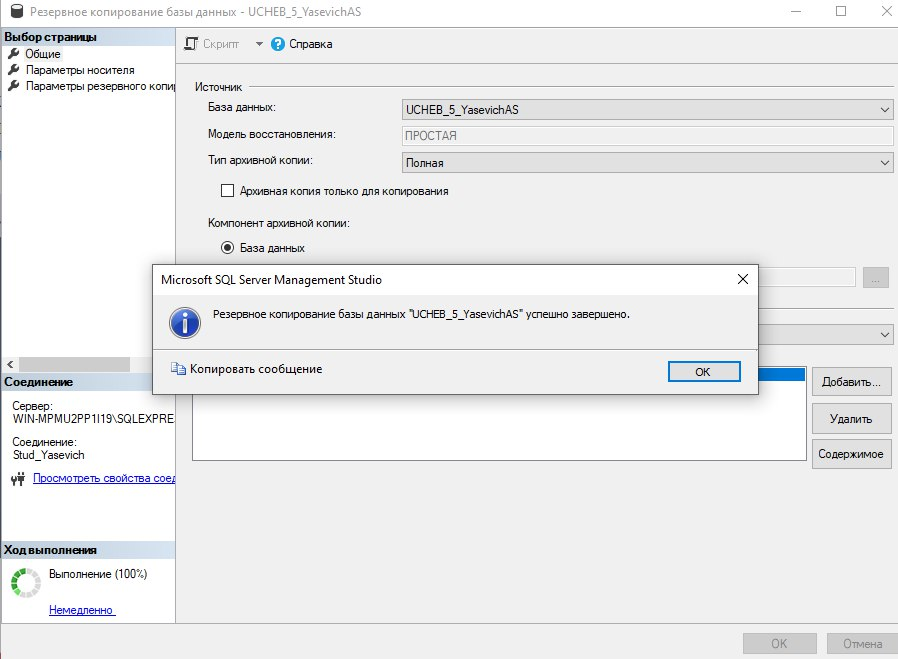 Резервное копирование базы данных - UCHEB_5_YasevichAS
Выбор страницы
Общие
Параметры носителя
Параметры резервного копи
Скрипт
Справка
Источник
База данных:
UCHEB_5_YasevichAS
Модель восстановления:
ПРОСТАЯ
Тип архивной копии:
Полная
Архивная копия только для копирования
Компонент архивной копии:
База данных
...
Microsoft SQL Server Management Studio
Резервное копирование базы данных "UCHEB_5_YasevichAS" успешно завершено.
Копировать сообщение
OK
Добавить...
Удалить
Содержимое
Соединение
Сервер:
WIN-MPMU2PP1I19\SQLEXPRE
Соединение:
Stud_Yasevich
Просмотреть свойства соед
Ход выполнения
Выполнение (100%)
Немедленно
OK
Отмена